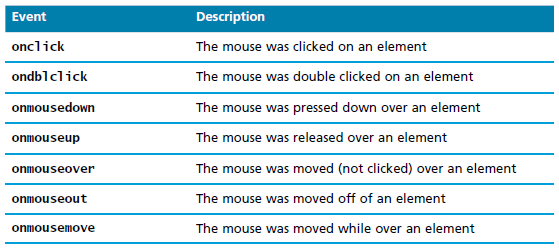 Event Description
onclick The mouse was clicked on an element
ondblclick The mouse was double clicked on an element
onmousedown The mouse was pressed down over an element
onmouseup The mouse was released over an element
onmouseover The mouse was moved (not clicked) over an element
onmouseout The mouse was moved off of an element
onmousemove The mouse was moved while over an element